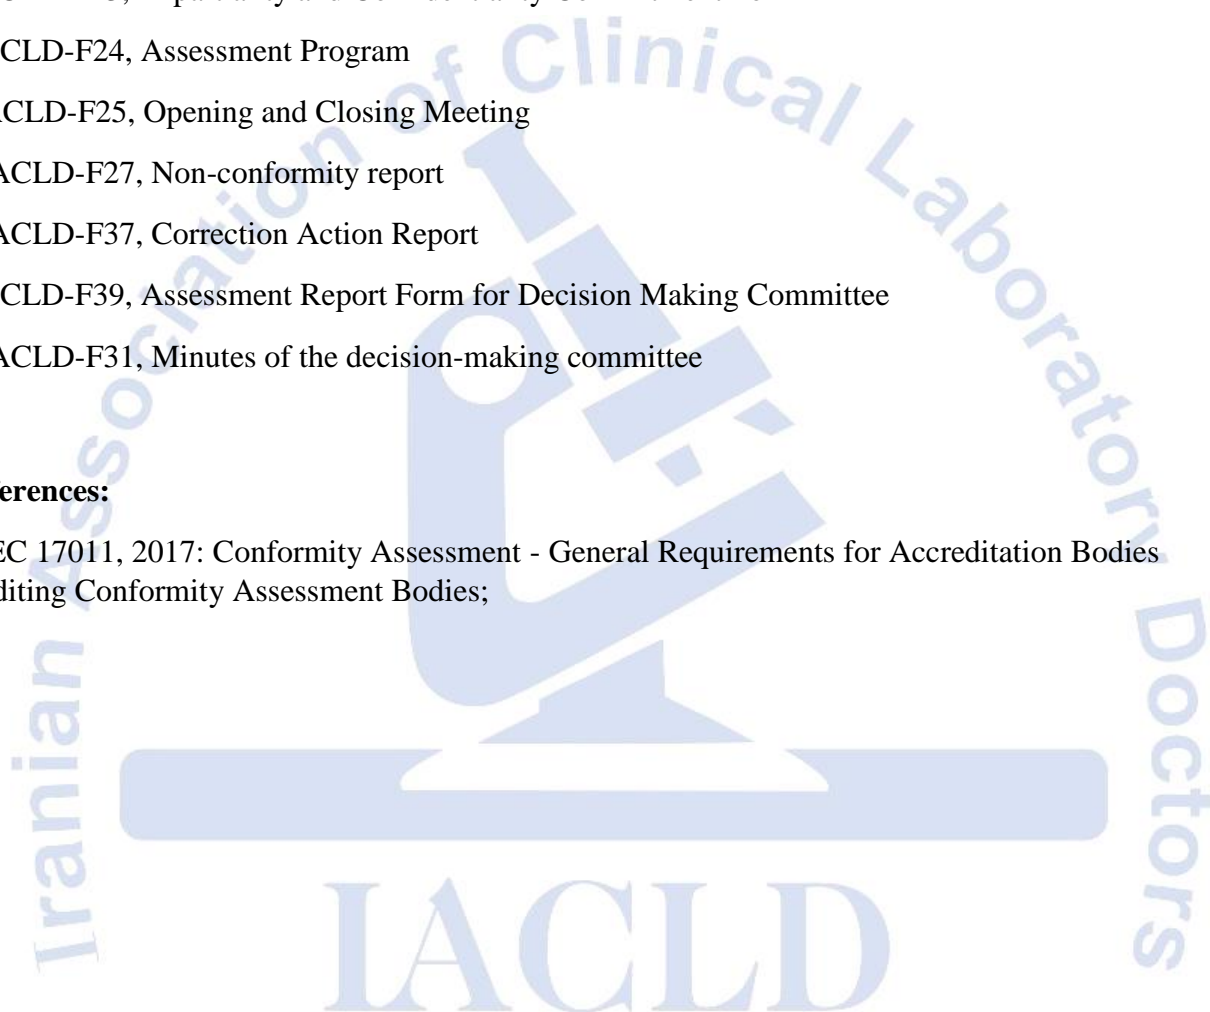 CLD-F24, Assessment Program
ACLD-F25, Opening and Closing Meeting
ACLD-F27, Non-conformity report
ACLD-F37, Correction Action Report
CLD-F39, Assessment Report Form for Decision Making Committee
ACLD-F31, Minutes of the decision-making committee
ferences:
EC 17011, 2017: Conformity Assessment - General Requirements for Accreditation Bodies
diting Conformity Assessment Bodies;
Iranian Association of Clinical Laboratory Doctors
IACLD